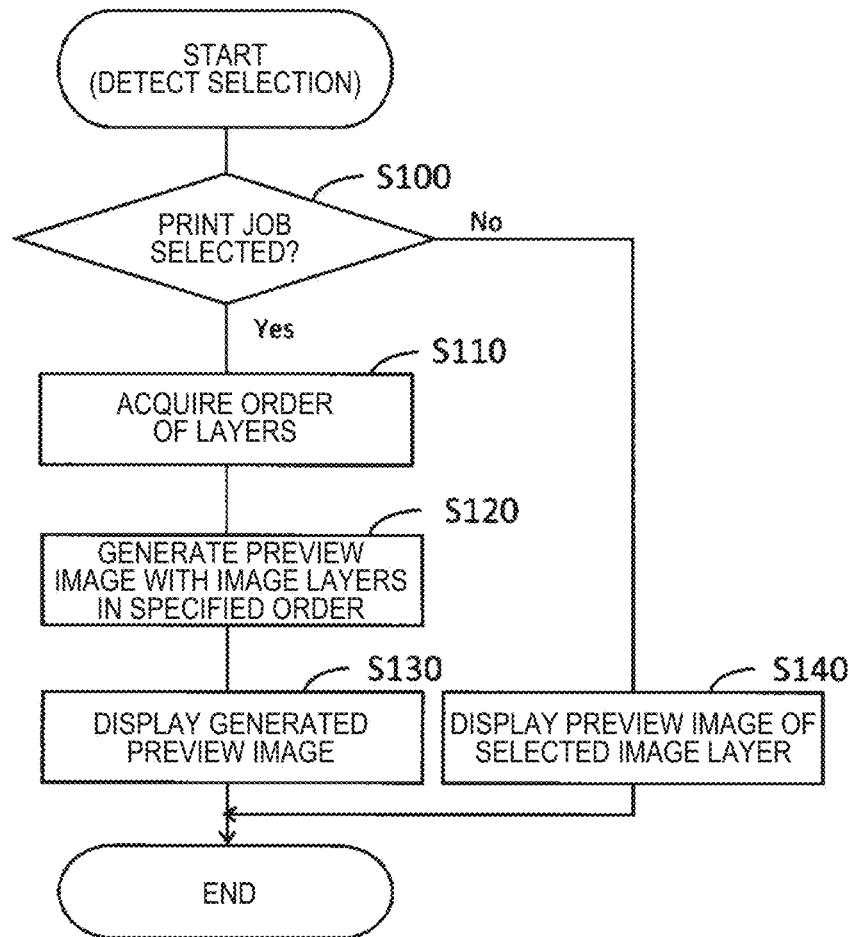 START
(DETECT SELECTION)
S100
PRINT JOB
SELECTED?
No
Yes
S110
ACQUIRE ORDER
OF LAYERS
S120
GENERATE PREVIEW
IMAGE WITH IMAGE LAYERS
IN SPECIFIED ORDER
S130
DISPLAY GENERATED
PREVIEW IMAGE
S140
DISPLAY PREVIEW IMAGE OF
SELECTED IMAGE LAYER
END